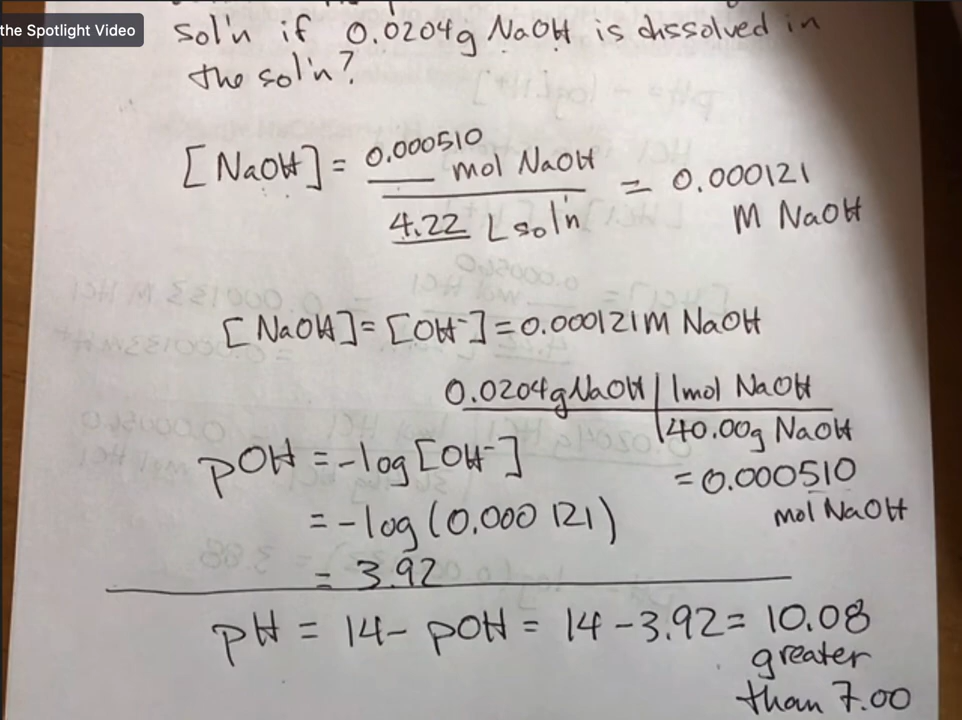 the Spotlight Video
sol'n if 0.0204g NaOH is dissolved in
the sol'n?
[NaOH] = 0.000510 mol NaOH / 4.22 L sol'n = 0.000121
M NaOH
[NaOH] = [OH⁻] = 0.000121 M NaOH
0.0204g NaOH | 1 mol NaOH
| 40.00g NaOH
pOH = -log [OH⁻]
= 0.000510
mol NaOH
= -log (0.000121)
= 3.92
pH = 14 - pOH = 14 - 3.92 = 10.08
greater
than 7.00